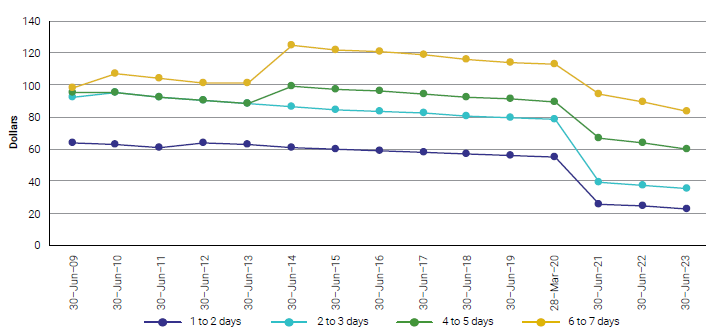 140
120
100
80
60
40
20
0
Dollars
30–Jun–09
30–Jun–10
30–Jun–11
30–Jun–12
30–Jun–13
30–Jun–14
30–Jun–15
30–Jun–16
30–Jun–17
30–Jun–18
30–Jun–19
28–Mar–20
30–Jun–21
30–Jun–22
30–Jun–23
1 to 2 days
2 to 3 days
4 to 5 days
6 to 7 days